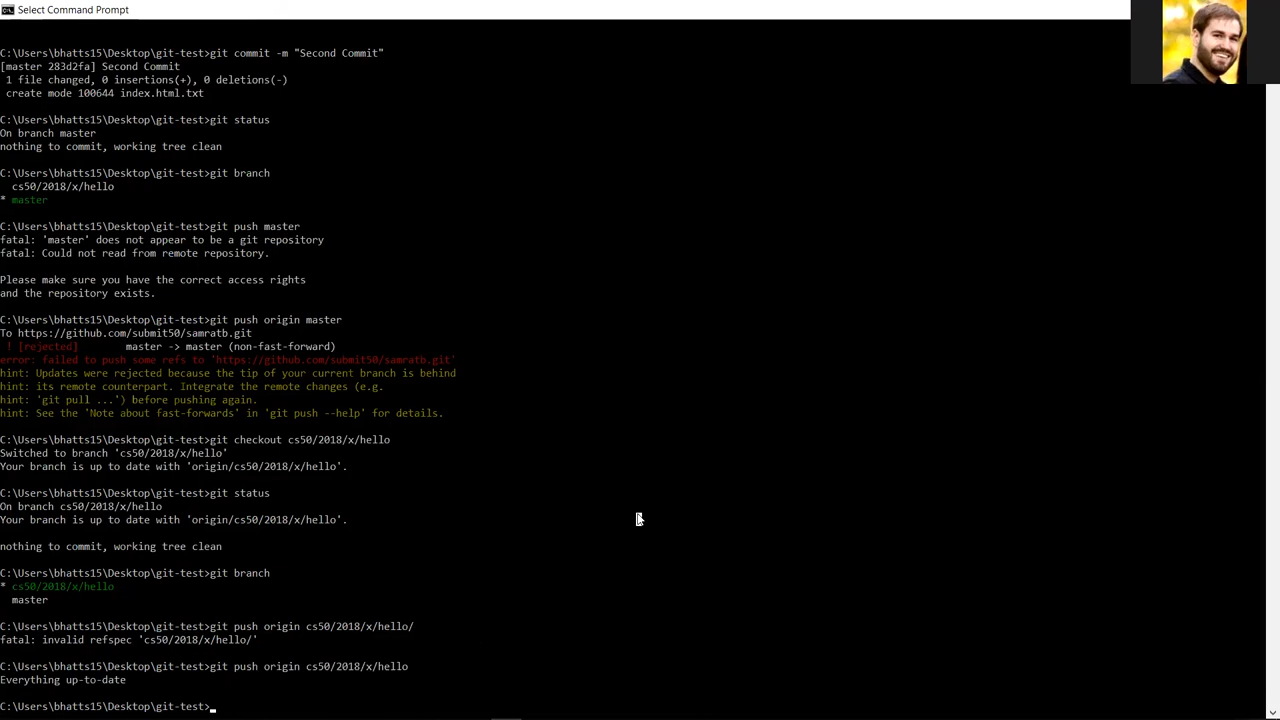 Select Command Prompt
C:\Users\bhatts15\Desktop\git-test>git commit -m "Second Commit"
[master 283d2fa] Second Commit
 1 file changed, 0 insertions(+), 0 deletions(-)
 create mode 100644 index.html.txt
C:\Users\bhatts15\Desktop\git-test>git status
On branch master
nothing to commit, working tree clean
C:\Users\bhatts15\Desktop\git-test>git branch
  cs50/2018/x/hello
* master
C:\Users\bhatts15\Desktop\git-test>git push master
fatal: 'master' does not appear to be a git repository
fatal: Could not read from remote repository.
Please make sure you have the correct access rights
and the repository exists.
C:\Users\bhatts15\Desktop\git-test>git push origin master
To https://github.com/submit50/samratb.git
 ! [rejected]        master -> master (non-fast-forward)
error: failed to push some refs to 'https://github.com/submit50/samratb.git'
hint: Updates were rejected because the tip of your current branch is behind
hint: its remote counterpart. Integrate the remote changes (e.g.
hint: 'git pull ...') before pushing again.
hint: See the 'Note about fast-forwards' in 'git push --help' for details.
C:\Users\bhatts15\Desktop\git-test>git checkout cs50/2018/x/hello
Switched to branch 'cs50/2018/x/hello'
Your branch is up to date with 'origin/cs50/2018/x/hello'.
C:\Users\bhatts15\Desktop\git-test>git status
On branch cs50/2018/x/hello
Your branch is up to date with 'origin/cs50/2018/x/hello'.
nothing to commit, working tree clean
C:\Users\bhatts15\Desktop\git-test>git branch
* cs50/2018/x/hello
  master
C:\Users\bhatts15\Desktop\git-test>git push origin cs50/2018/x/hello/
fatal: invalid refspec 'cs50/2018/x/hello/'
C:\Users\bhatts15\Desktop\git-test>git push origin cs50/2018/x/hello
Everything up-to-date
C:\Users\bhatts15\Desktop\git-test>